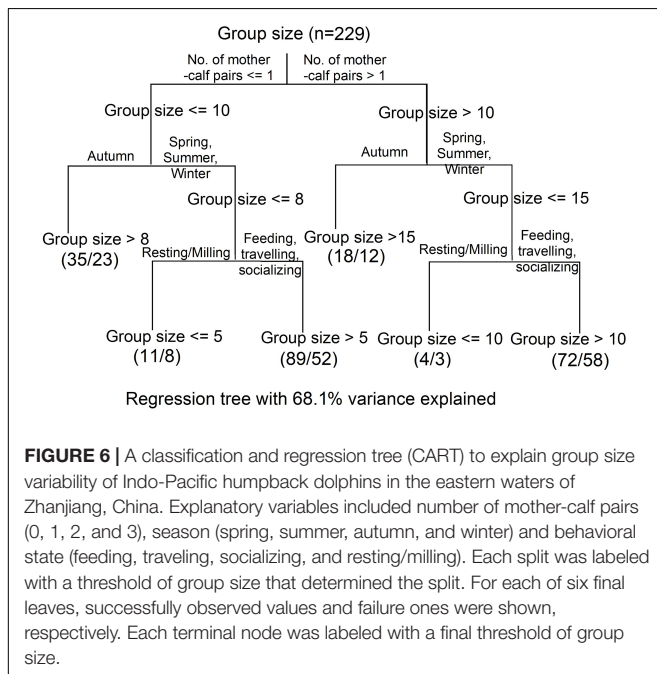 Group size (n=229)
No. of mother
-calf pairs <= 1
No. of mother
-calf pairs > 1
Group size <= 10
Group size > 10
Autumn
Spring,
Summer,
Winter
Autumn
Spring,
Summer,
Winter
Group size <= 8
Group size <= 15
Group size > 8
(35/23)
Resting/Milling
Feeding,
travelling,
socializing
Group size >15
(18/12)
Resting/Milling
Feeding,
travelling,
socializing
Group size <= 5
(11/8)
Group size > 5
(89/52)
Group size <= 10
(4/3)
Group size > 10
(72/58)
Regression tree with 68.1% variance explained
FIGURE 6 | A classification and regression tree (CART) to explain group size
variability of Indo-Pacific humpback dolphins in the eastern waters of
Zhanjiang, China. Explanatory variables included number of mother-calf pairs
(0, 1, 2, and 3), season (spring, summer, autumn, and winter) and behavioral
state (feeding, traveling, socializing, and resting/milling). Each split was labeled
with a threshold of group size that determined the split. For each of six final
leaves, successfully observed values and failure ones were shown,
respectively. Each terminal node was labeled with a final threshold of group
size.